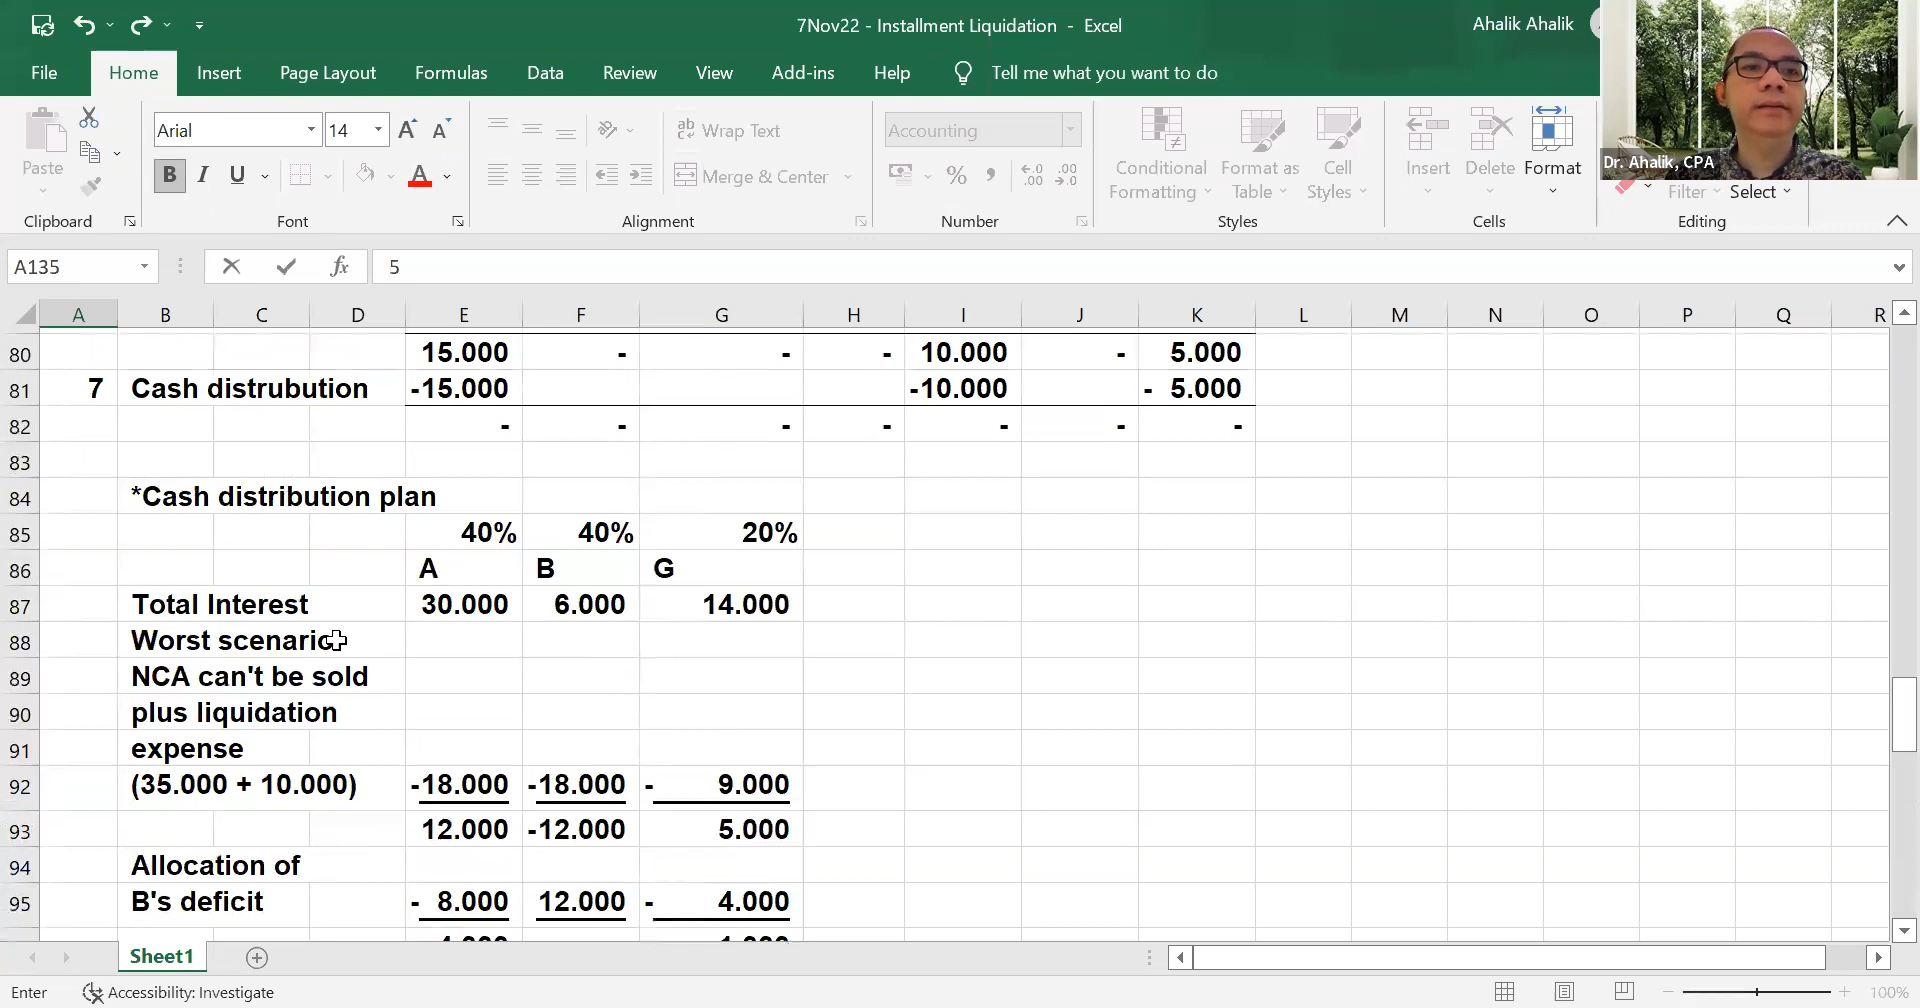 7Nov22 - Installment Liquidation - Excel
Ahalik Ahalik
File Home Insert Page Layout Formulas Data Review View Add-ins Help Tell me what you want to do
Dr. Ahalik, CPA
Paste
Clipboard
Arial 14
B I U
Font
ab Wrap Text
Merge & Center
Alignment
Accounting
Number
Conditional Formatting
Format as Table
Cell Styles
Styles
Insert Delete Format
Cells
Filter Select
Editing
A135 fx 5
A B C D E F G H I J K L M N O P Q R
80 15.000 - - - 10.000 - 5.000
81 7 Cash distrubution -15.000 -10.000 - 5.000
82 - - - - - - -
83
84 *Cash distribution plan
85 40% 40% 20%
86 A B G
87 Total Interest 30.000 6.000 14.000
88 Worst scenario
89 NCA can't be sold
90 plus liquidation
91 expense
92 (35.000 + 10.000) -18.000 -18.000 - 9.000
93 12.000 -12.000 5.000
94 Allocation of
95 B's deficit - 8.000 12.000 - 4.000
Sheet1
Enter Accessibility: Investigate 100%